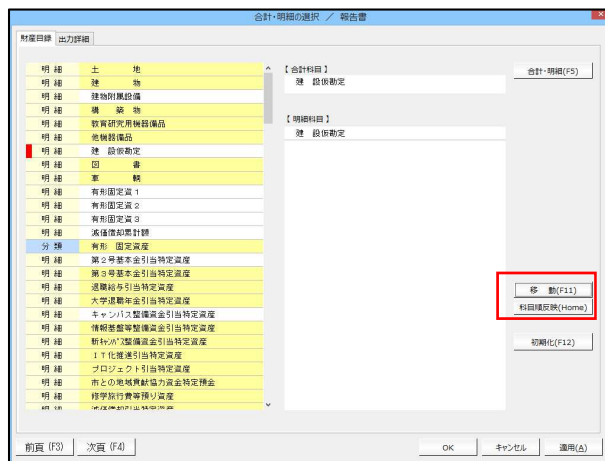 合計・明細の選択 ／ 報告書
財産目録 出力詳細
明 細 土 地
明 細 建 物
明 細 建物附属設備
明 細 構 築 物
明 細 教育研究用機器備品
明 細 他機器備品
明 細 建 設仮勘定
明 細 図 書
明 細 車 輌
明 細 有形固定資１
明 細 有形固定資２
明 細 有形固定資３
明 細 減価償却累計額
分 類 有形 固定資産
明 細 第２号基本金引当特定資産
明 細 第３号基本金引当特定資産
明 細 退職給与引当特定資産
明 細 大学退職年金引当特定資産
明 細 キャンパス整備資金引当特定資産
明 細 情報基盤等整備資金引当特定資産
明 細 新ｷｬﾝﾊﾟｽ整備資金引当特定資産
明 細 ＩＴ化推進引当特定資産
明 細 プロジェクト引当特定資産
明 細 市との地域貢献協力資金特定預金
明 細 修学旅行費等預り資産
明 細 減価償却引当特定資産
【合計科目】
建 設仮勘定
【明細科目】
建 設仮勘定
合計・明細(F5)
移 動(F11)
科目順反映(Home)
初期化(F12)
前頁 (F3) 次頁 (F4) OK キャンセル 適用(A)